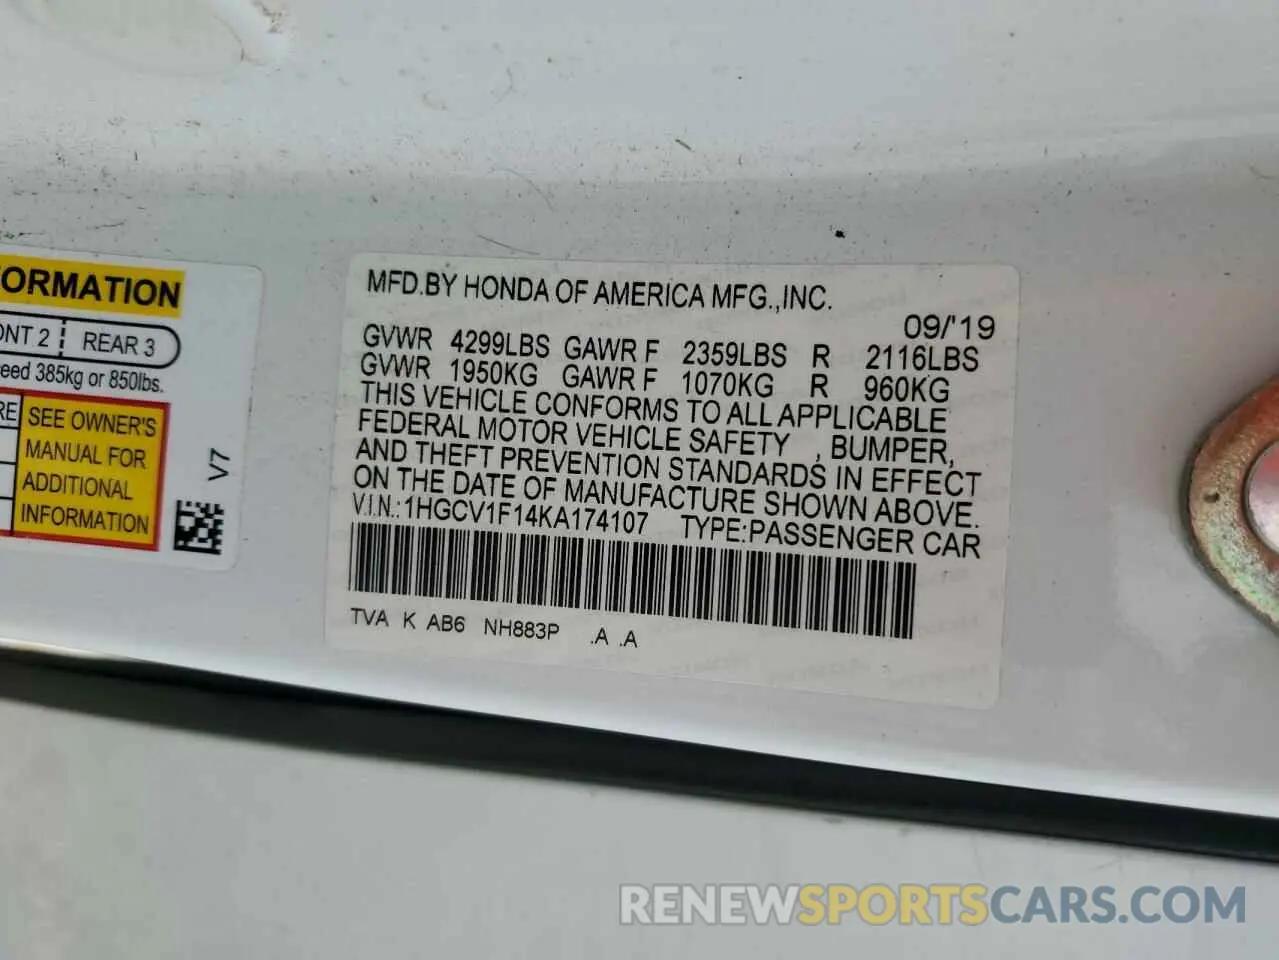 ORMATION
ONT 2 REAR 3
eed 385kg or 850lbs.
RE
SEE OWNER'S
MANUAL FOR
ADDITIONAL
INFORMATION
V7
MFD.BY HONDA OF AMERICA MFG.,INC.
09/'19
GVWR 4299LBS GAWR F 2359LBS R 2116LBS
GVWR 1950KG GAWR F 1070KG R 960KG
THIS VEHICLE CONFORMS TO ALL APPLICABLE
FEDERAL MOTOR VEHICLE SAFETY , BUMPER,
AND THEFT PREVENTION STANDARDS IN EFFECT
ON THE DATE OF MANUFACTURE SHOWN ABOVE.
V.I.N.:1HGCV1F14KA174107 TYPE:PASSENGER CAR
TVA K AB6 NH883P .A .A
RENEWSPORTSCARS.COM